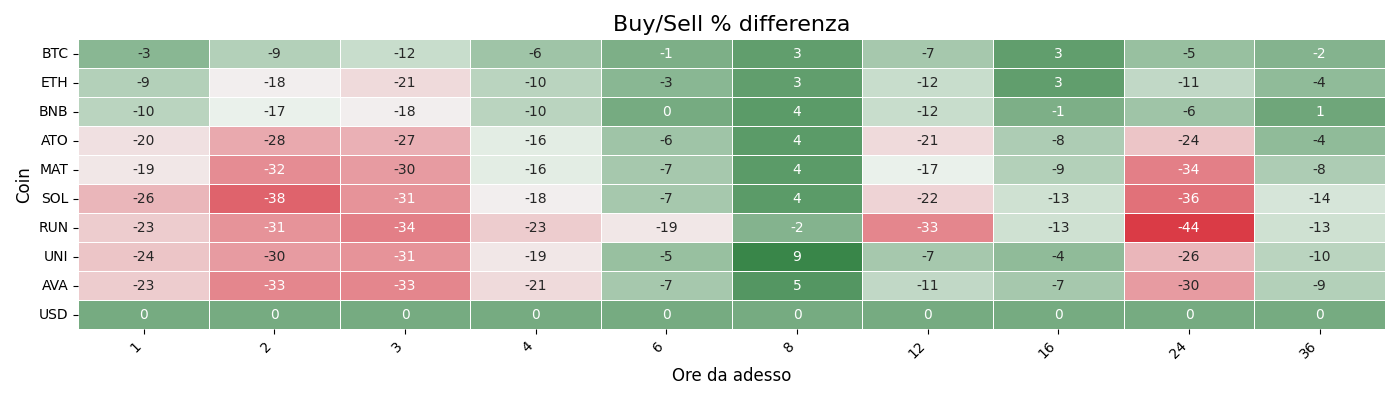 Buy/Sell % differenza
Coin
BTC -3 -9 -12 -6 -1 3 -7 3 -5 -2
ETH -9 -18 -21 -10 -3 3 -12 3 -11 -4
BNB -10 -17 -18 -10 0 4 -12 -1 -6 1
ATO -20 -28 -27 -16 -6 4 -21 -8 -24 -4
MAT -19 -32 -30 -16 -7 4 -17 -9 -34 -8
SOL -26 -38 -31 -18 -7 4 -22 -13 -36 -14
RUN -23 -31 -34 -23 -19 -2 -33 -13 -44 -13
UNI -24 -30 -31 -19 -5 9 -7 -4 -26 -10
AVA -23 -33 -33 -21 -7 5 -11 -7 -30 -9
USD 0 0 0 0 0 0 0 0 0 0
1 2 3 4 6 8 12 16 24 36
Ore da adesso